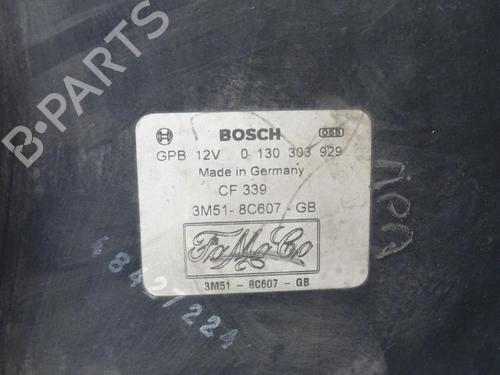 B-PARTS
BOSCH 058
GPB 12V 0 130 303 929
Made in Germany
CF 339
3M51-8C607-GB
FoMoCo
3M51 - 8C607 - GB